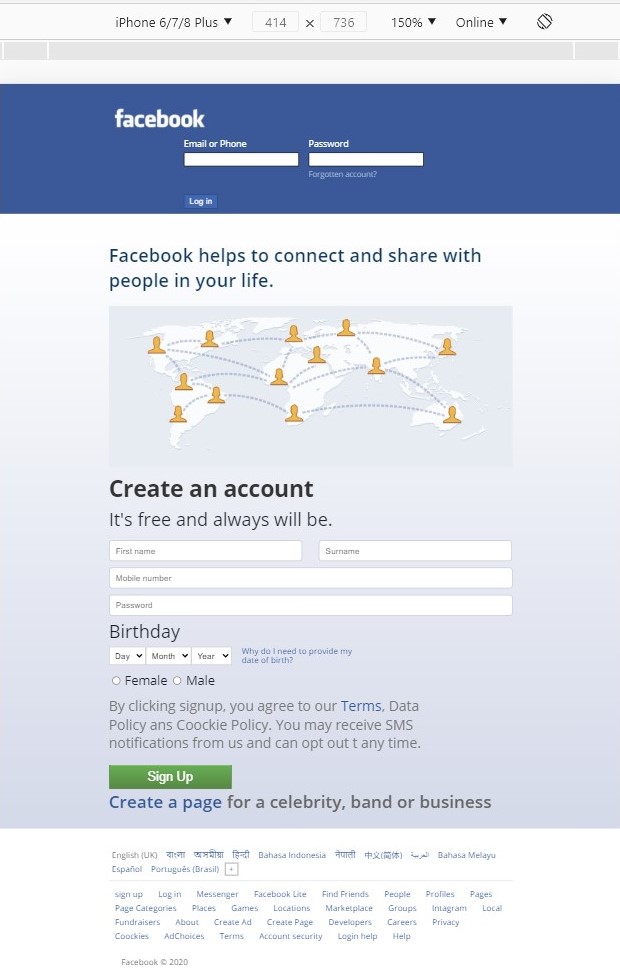 iPhone 6/7/8 Plus ▼ 414 x 736 150% ▼ Online ▼
facebook
Email or Phone Password
Forgotten account?
Log in
Facebook helps to connect and share with
people in your life.
Create an account
It's free and always will be.
First name Surname
Mobile number
Password
Birthday
Day Month Year Why do I need to provide my
date of birth?
Female Male
By clicking signup, you agree to our Terms, Data
Policy ans Coockie Policy. You may receive SMS
notifications from us and can opt out t any time.
Sign Up
Create a page for a celebrity, band or business
English (UK) বাংলা অসমীয়া हिन्दी Bahasa Indonesia नेपाली 中文(简体) العربية Bahasa Melayu
Español Português (Brasil) +
sign up Log in Messenger Facebook Lite Find Friends People Profiles Pages
Page Categories Places Games Locations Marketplace Groups Intagram Local
Fundraisers About Create Ad Create Page Developers Careers Privacy
Coockies AdChoices Terms Account security Login help Help
Facebook © 2020